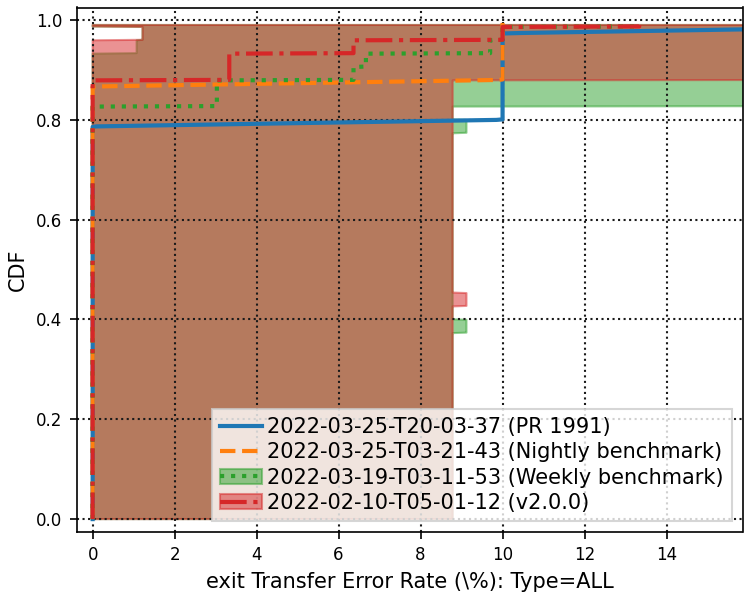 1.0
0.8
0.6
0.4
0.2
0.0
CDF
2022-03-25-T20-03-37 (PR 1991)
2022-03-25-T03-21-43 (Nightly benchmark)
2022-03-19-T03-11-53 (Weekly benchmark)
2022-02-10-T05-01-12 (v2.0.0)
0 2 4 6 8 10 12 14
exit Transfer Error Rate (\%): Type=ALL